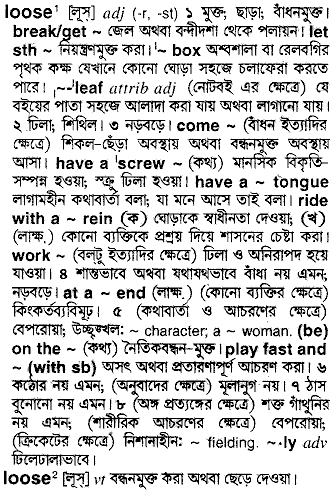 loose¹ [লূস্] adj (-r, -st) ১ মুক্ত; ছাড়া; বাঁধনমুক্ত।
break/get ~ জেল অথবা বন্দীদশা থেকে পলায়ন। let
sth ~ নিয়ন্ত্রণমুক্ত করা। '~ box অশ্বশালা বা রেলবগির
পৃথক কক্ষ যেখানে কোনো ঘোড়া সহজে চলাফেরা করতে
পারে। ,~-'leaf attrib adj (নোটবই এর ক্ষেত্রে) যে
বইয়ের পাতা সহজে আলাদা করা যায় অথবা লাগানো যায়।
২ ঢিলা; শিথিল। ৩ নড়বড়ে। come ~ (বাঁধন ইত্যাদির
ক্ষেত্রে) শিকল-ছেঁড়া অবস্থায় অথবা বন্ধনমুক্ত অবস্থায়
আসা। have a 'screw ~ (কথ্য) মানসিক বিকৃতি-
সম্পন্ন হওয়া; স্ক্রু ঢিলা হওয়া। have a ~ tongue
লাগামহীন কথাবার্তা বলা; যা মনে আসে তাই বলা। ride
with a ~ rein (ক) ঘোড়াকে স্বাধীনতা দেওয়া; (খ)
(লাক্ষ.) কোনো ব্যক্তিকে প্রশ্রয় দিয়ে শাসনের চেষ্টা করা।
work ~ (বলটু ইত্যাদির ক্ষেত্রে) ঢিলা ও অনিরাপদ হয়ে
যাওয়া। ৪ শক্তভাবে অথবা যথাযথভাবে বাঁধা নয় এমন;
নড়বড়ে। at a ~ end (লাক্ষ.) (কোনো ব্যক্তির ক্ষেত্রে)
কিংকর্তব্যবিমূঢ়। ৫ (কথাবার্তা ও আচরণের ক্ষেত্রে)
বেপরোয়া; উচ্ছৃঙ্খল: ~ character; a ~ woman. (be)
on the ~ (কথ্য) নৈতিকবন্ধন-মুক্ত। play fast and
~ (with sb) অসৎ অথবা প্রতারণাপূর্ণ আচরণ করা। ৬
কঠোর নয় এমন; (অনুবাদের ক্ষেত্রে) মূলানুগ নয়। ৭ ঠাস
বুনোনো নয় এমন। ৮ (অঙ্গ প্রত্যঙ্গের ক্ষেত্রে) শক্ত গাঁথুনির
নয় এমন; (শারীরিক আচরণের ক্ষেত্রে) বেপরোয়া;
(ক্রিকেটের ক্ষেত্রে) নিশানাহীন: ~ fielding. ~·ly adv
ঢিলেঢালাভাবে।
loose² [লূস্] vt বন্ধনমুক্ত করা অথবা ছেড়ে দেওয়া।